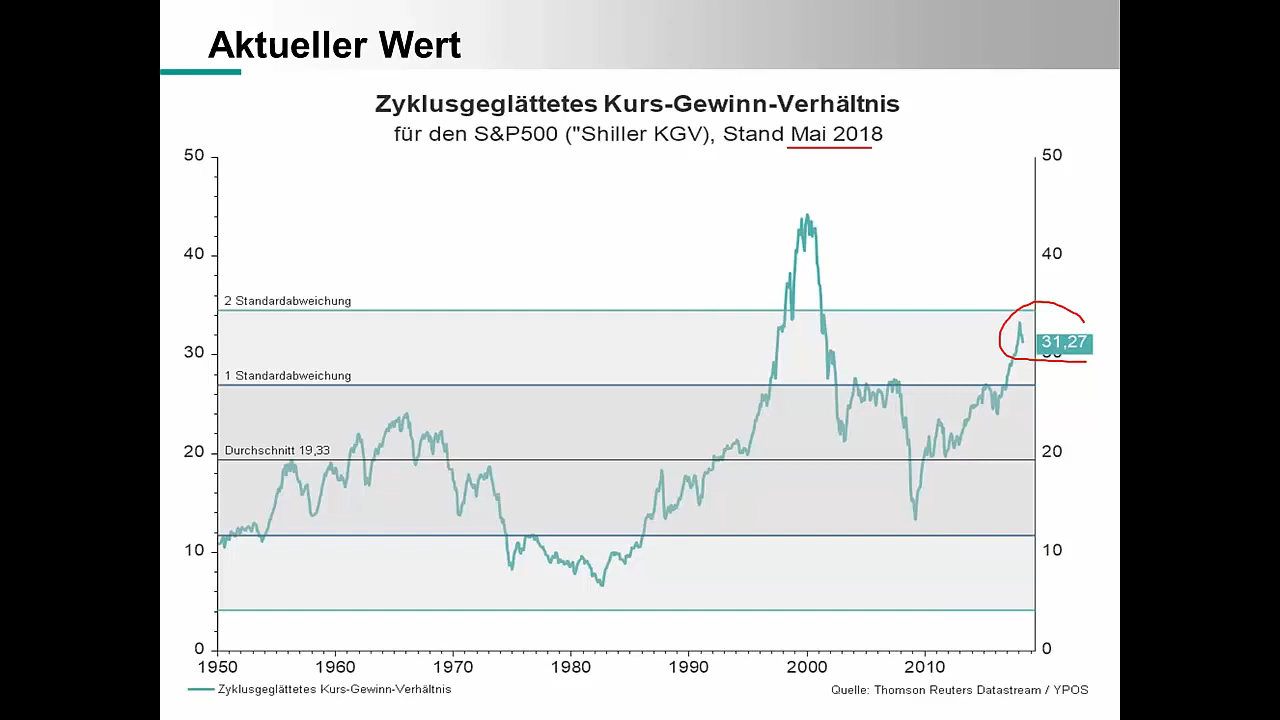 Aktueller Wert
Zyklusgeglättetes Kurs-Gewinn-Verhältnis
für den S&P500 ("Shiller KGV), Stand Mai 2018
50
50
40
40
2 Standardabweichung
31,27
30
30
1 Standardabweichung
Durchschnitt 19,33
20
20
10
10
0
0
1950 1960 1970 1980 1990 2000 2010
Zyklusgeglättetes Kurs-Gewinn-Verhältnis
Quelle: Thomson Reuters Datastream / YPOS